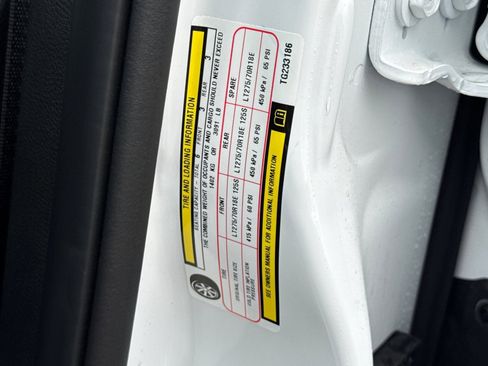 TIRE AND LOADING INFORMATION
SEATING CAPACITY - TOTAL 6 FRONT 3 REAR 3
THE COMBINED WEIGHT OF OCCUPANTS AND CARGO SHOULD NEVER EXCEED
1402 KG OR 3091 LB
TIRE FRONT REAR SPARE
ORIGINAL TIRE SIZE LT275/70R18E 125S LT275/70R18E 125S LT275/70R18E
COLD TIRE INFLATION PRESSURE 415 kPa/ 60 PSI 450 kPa/ 65 PSI 450 kPa/ 65 PSI
SEE OWNERS MANUAL FOR ADDITIONAL INFORMATION
TG233186